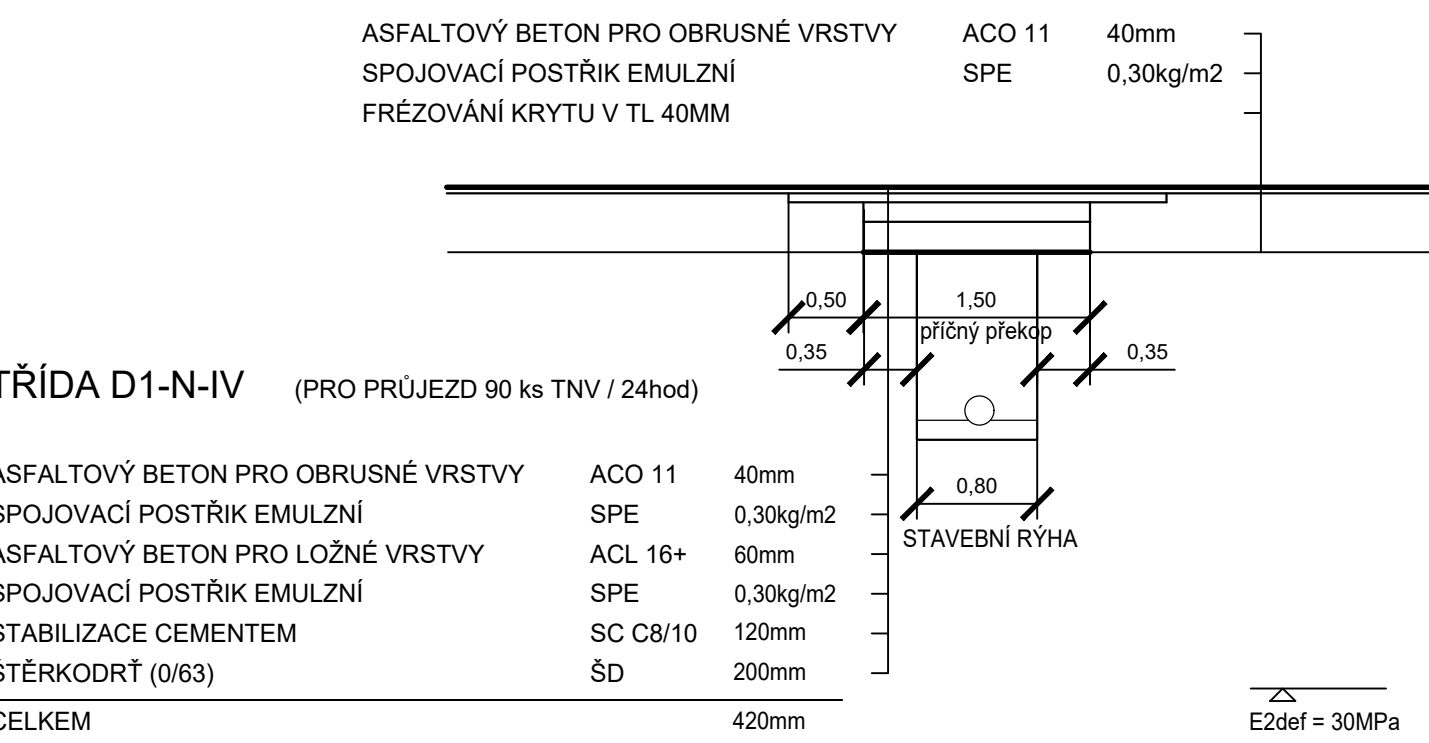 ASFALTOVÝ BETON PRO OBRUSNÉ VRSTVY ACO 11 40mm
SPOJOVACÍ POSTŘIK EMULZNÍ SPE 0,30kg/m2
FRÉZOVÁNÍ KRYTU V TL 40MM
0,50 1,50
příčný překop
0,35 0,35
TŘÍDA D1-N-IV (PRO PRŮJEZD 90 ks TNV / 24hod)
ASFALTOVÝ BETON PRO OBRUSNÉ VRSTVY ACO 11 40mm
0,80
SPOJOVACÍ POSTŘIK EMULZNÍ SPE 0,30kg/m2
STAVEBNÍ RÝHA
ASFALTOVÝ BETON PRO LOŽNÉ VRSTVY ACL 16+ 60mm
SPOJOVACÍ POSTŘIK EMULZNÍ SPE 0,30kg/m2
STABILIZACE CEMENTEM SC C8/10 120mm
ŠTĚRKODRŤ (0/63) ŠD 200mm
CELKEM 420mm
E2def = 30MPa